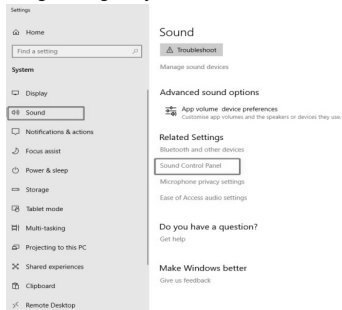 Settings
Home
Find a setting
System
Display
Sound
Notifications & actions
Focus assist
Power & sleep
Storage
Tablet mode
Multi-tasking
Projecting to this PC
Shared experiences
Clipboard
Remote Desktop
Sound
Troubleshoot
Manage sound devices
Advanced sound options
App volume device preferences
Customise app volumes and the speakers or devices they use.
Related Settings
Bluetooth and other devices
Sound Control Panel
Microphone privacy settings
Ease of Access audio settings
Do you have a question?
Get help
Make Windows better
Give us feedback